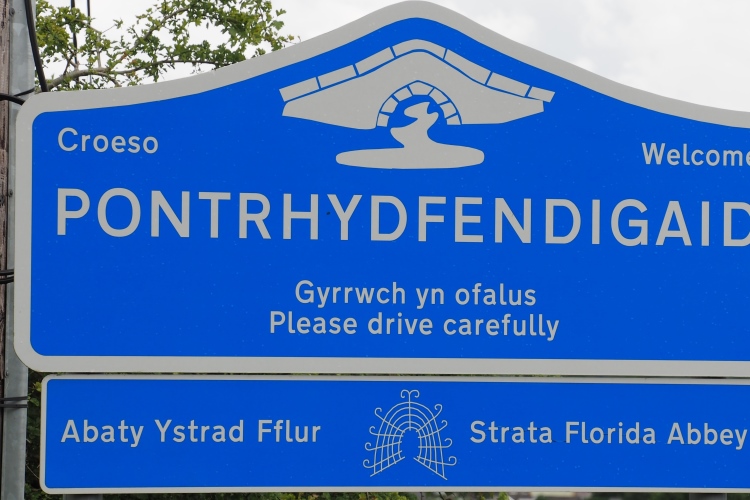 Croeso Welcome
PONTRHYDFENDIGAID
Gyrrwch yn ofalus
Please drive carefully
Abaty Ystrad Fflur Strata Florida Abbey